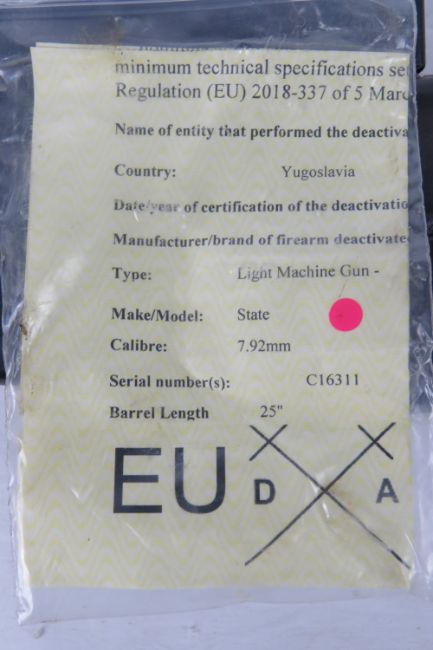 minimum technical specifications se
Regulation (EU) 2018-337 of 5 Marc
Name of entity that performed the deactiva
Country: Yugoslavia
Date/year of certification of the deactivatio
Manufacturer/brand of firearm deactivate
Type: Light Machine Gun -
Make/Model: State
Calibre: 7.92mm
Serial number(s): C16311
Barrel Length 25"
EU D A